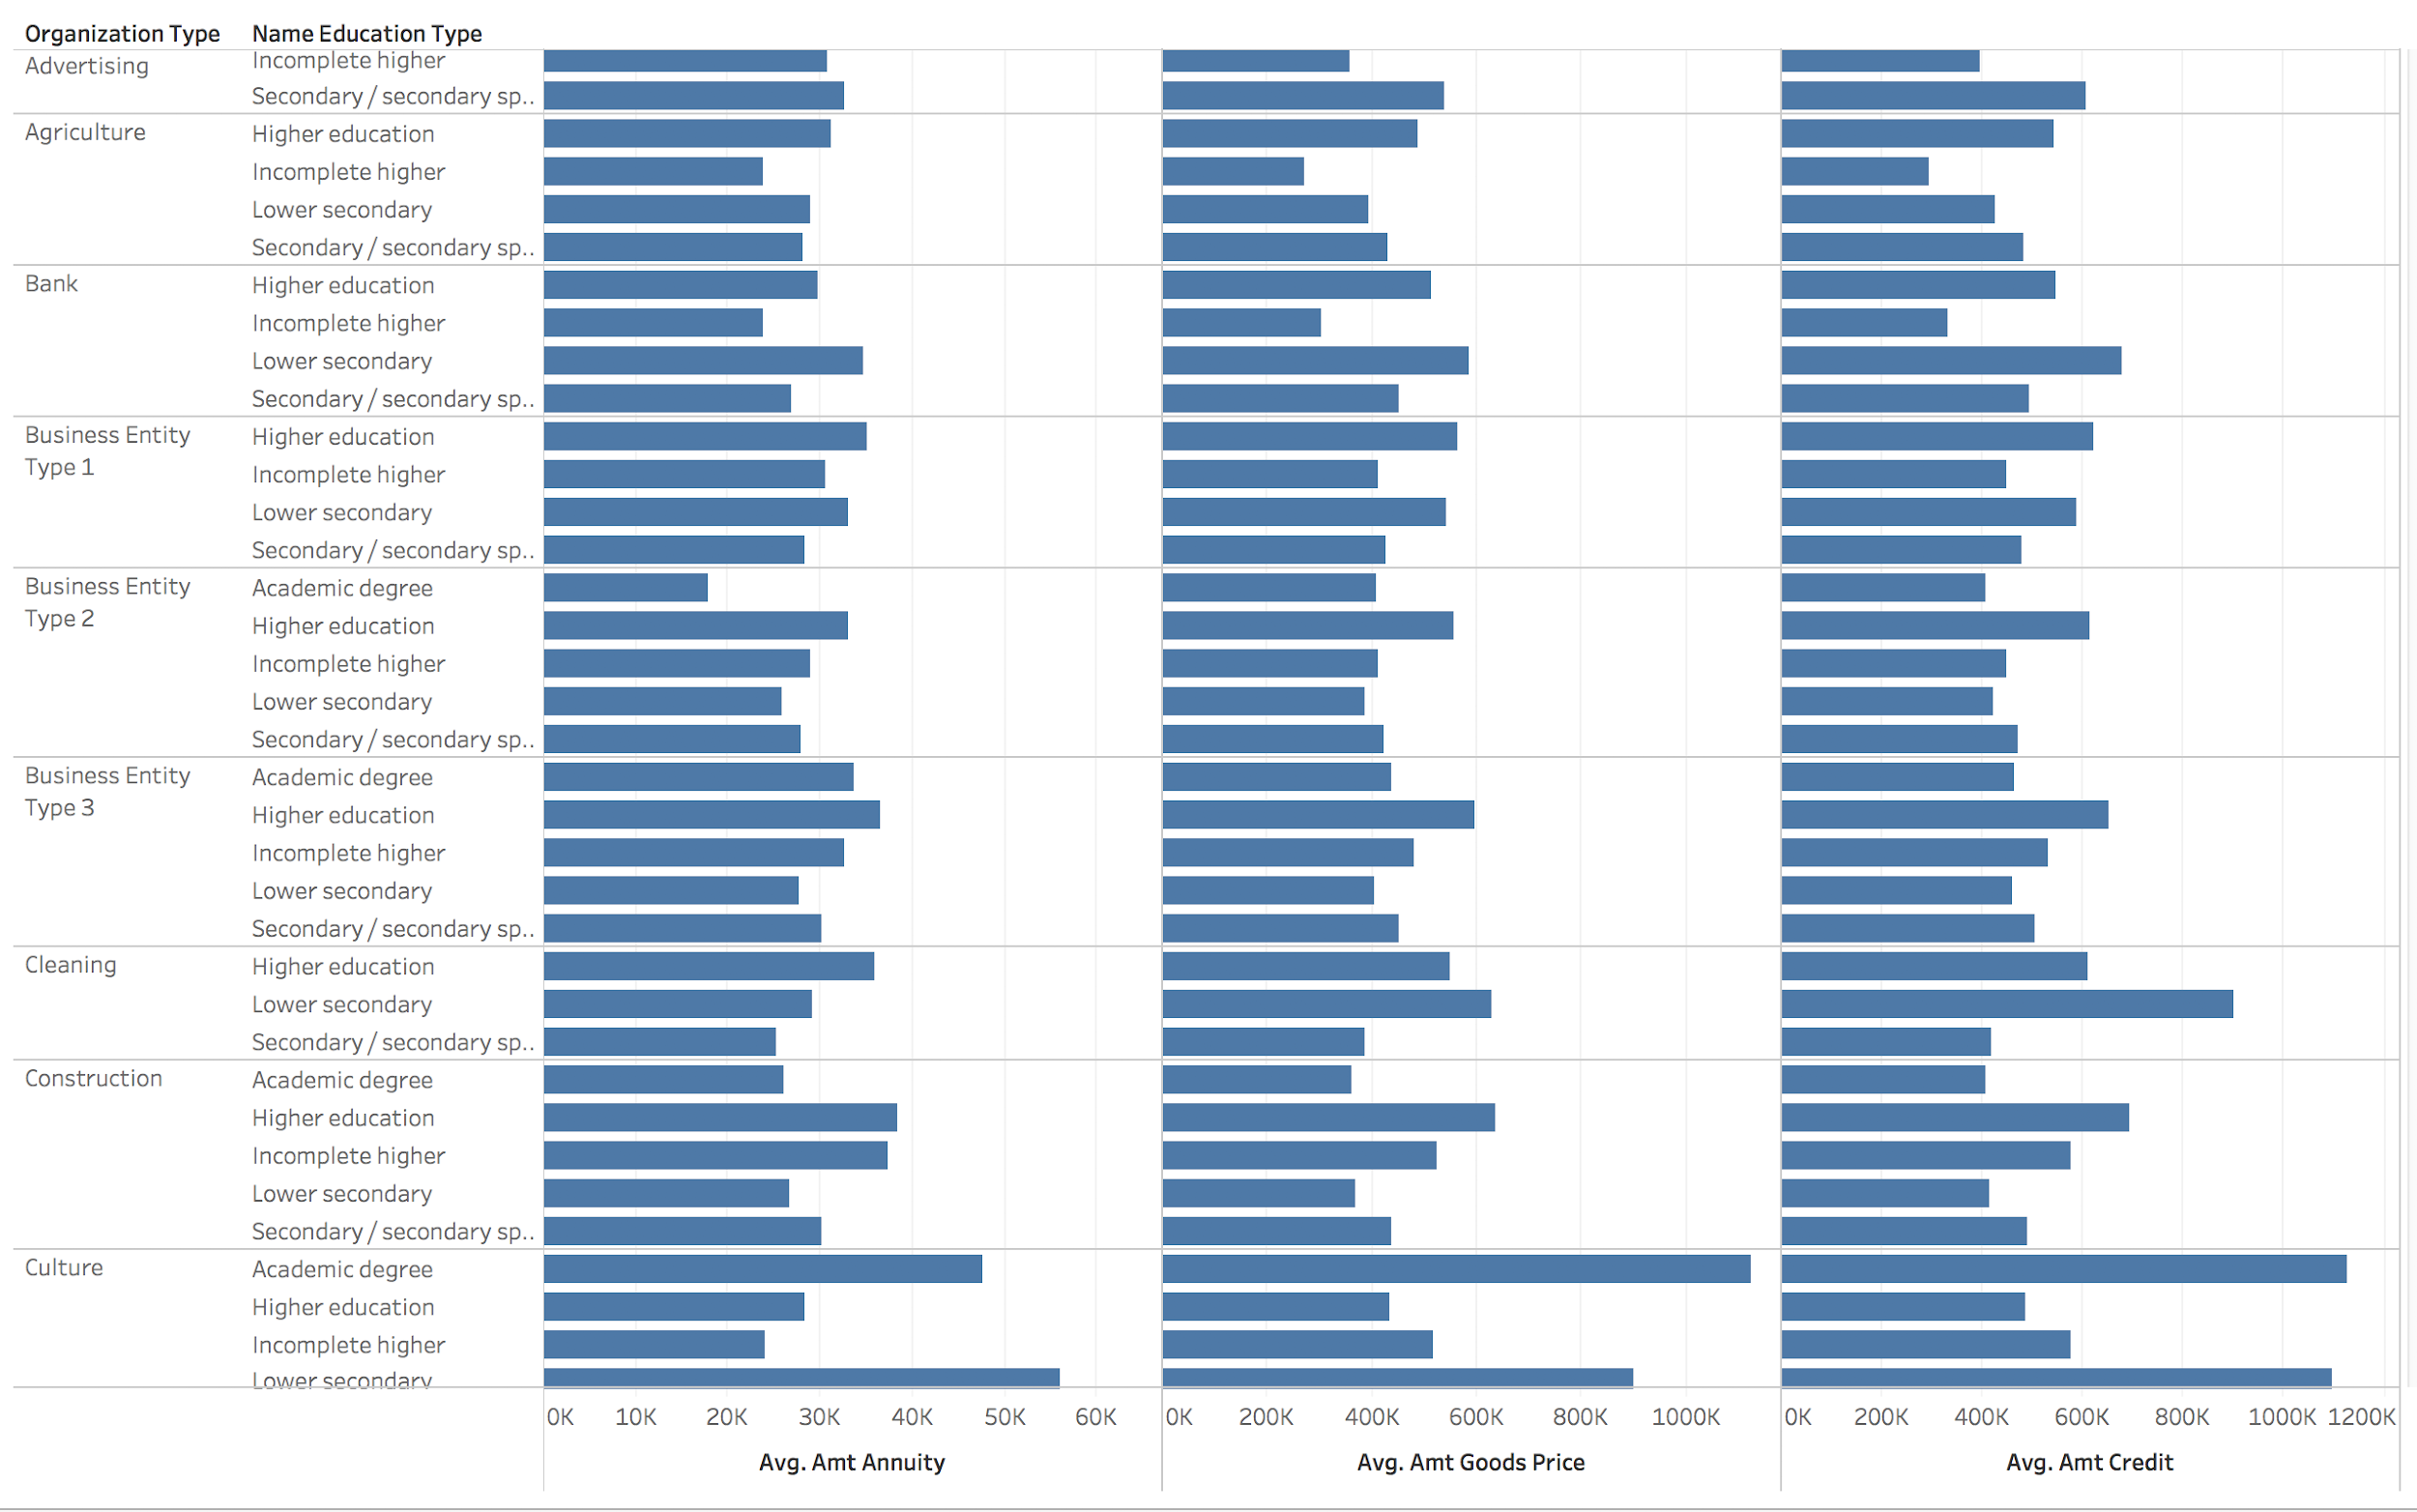 Organization Type Name Education Type
Advertising Incomplete higher
Secondary / secondary sp..
Agriculture Higher education
Incomplete higher
Lower secondary
Secondary / secondary sp..
Bank Higher education
Incomplete higher
Lower secondary
Secondary / secondary sp..
Business Entity Higher education
Type 1 Incomplete higher
Lower secondary
Secondary / secondary sp..
Business Entity Academic degree
Type 2 Higher education
Incomplete higher
Lower secondary
Secondary / secondary sp..
Business Entity Academic degree
Type 3 Higher education
Incomplete higher
Lower secondary
Secondary / secondary sp..
Cleaning Higher education
Lower secondary
Secondary / secondary sp..
Construction Academic degree
Higher education
Incomplete higher
Lower secondary
Secondary / secondary sp..
Culture Academic degree
Higher education
Incomplete higher
Lower secondary
0K 10K 20K 30K 40K 50K 60K 0K 200K 400K 600K 800K 1000K 0K 200K 400K 600K 800K 1000K 1200K
Avg. Amt Annuity Avg. Amt Goods Price Avg. Amt Credit